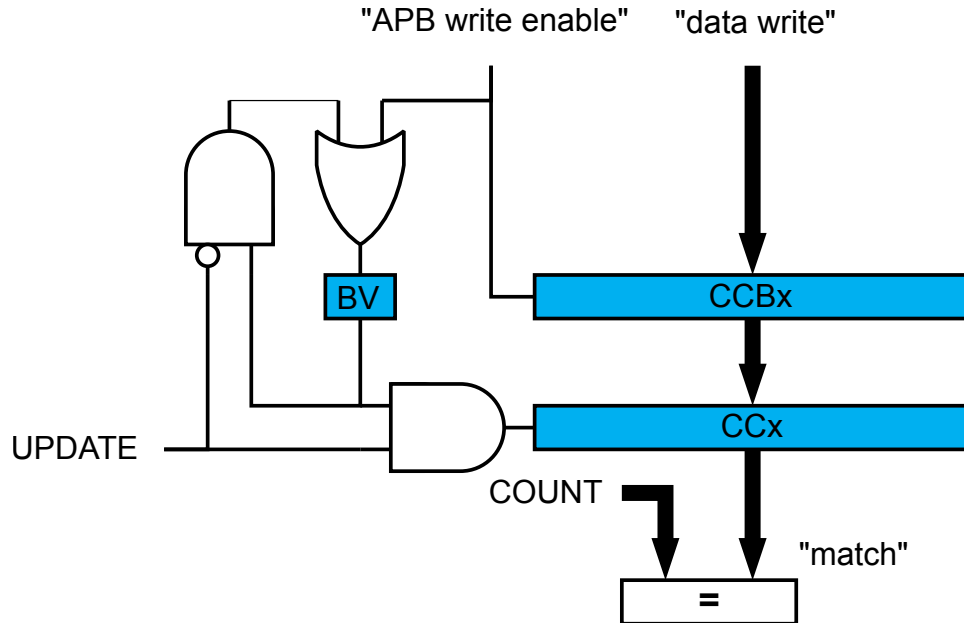 "APB write enable"
"data write"
BV
CCBx
UPDATE
CCx
COUNT
"match"
=